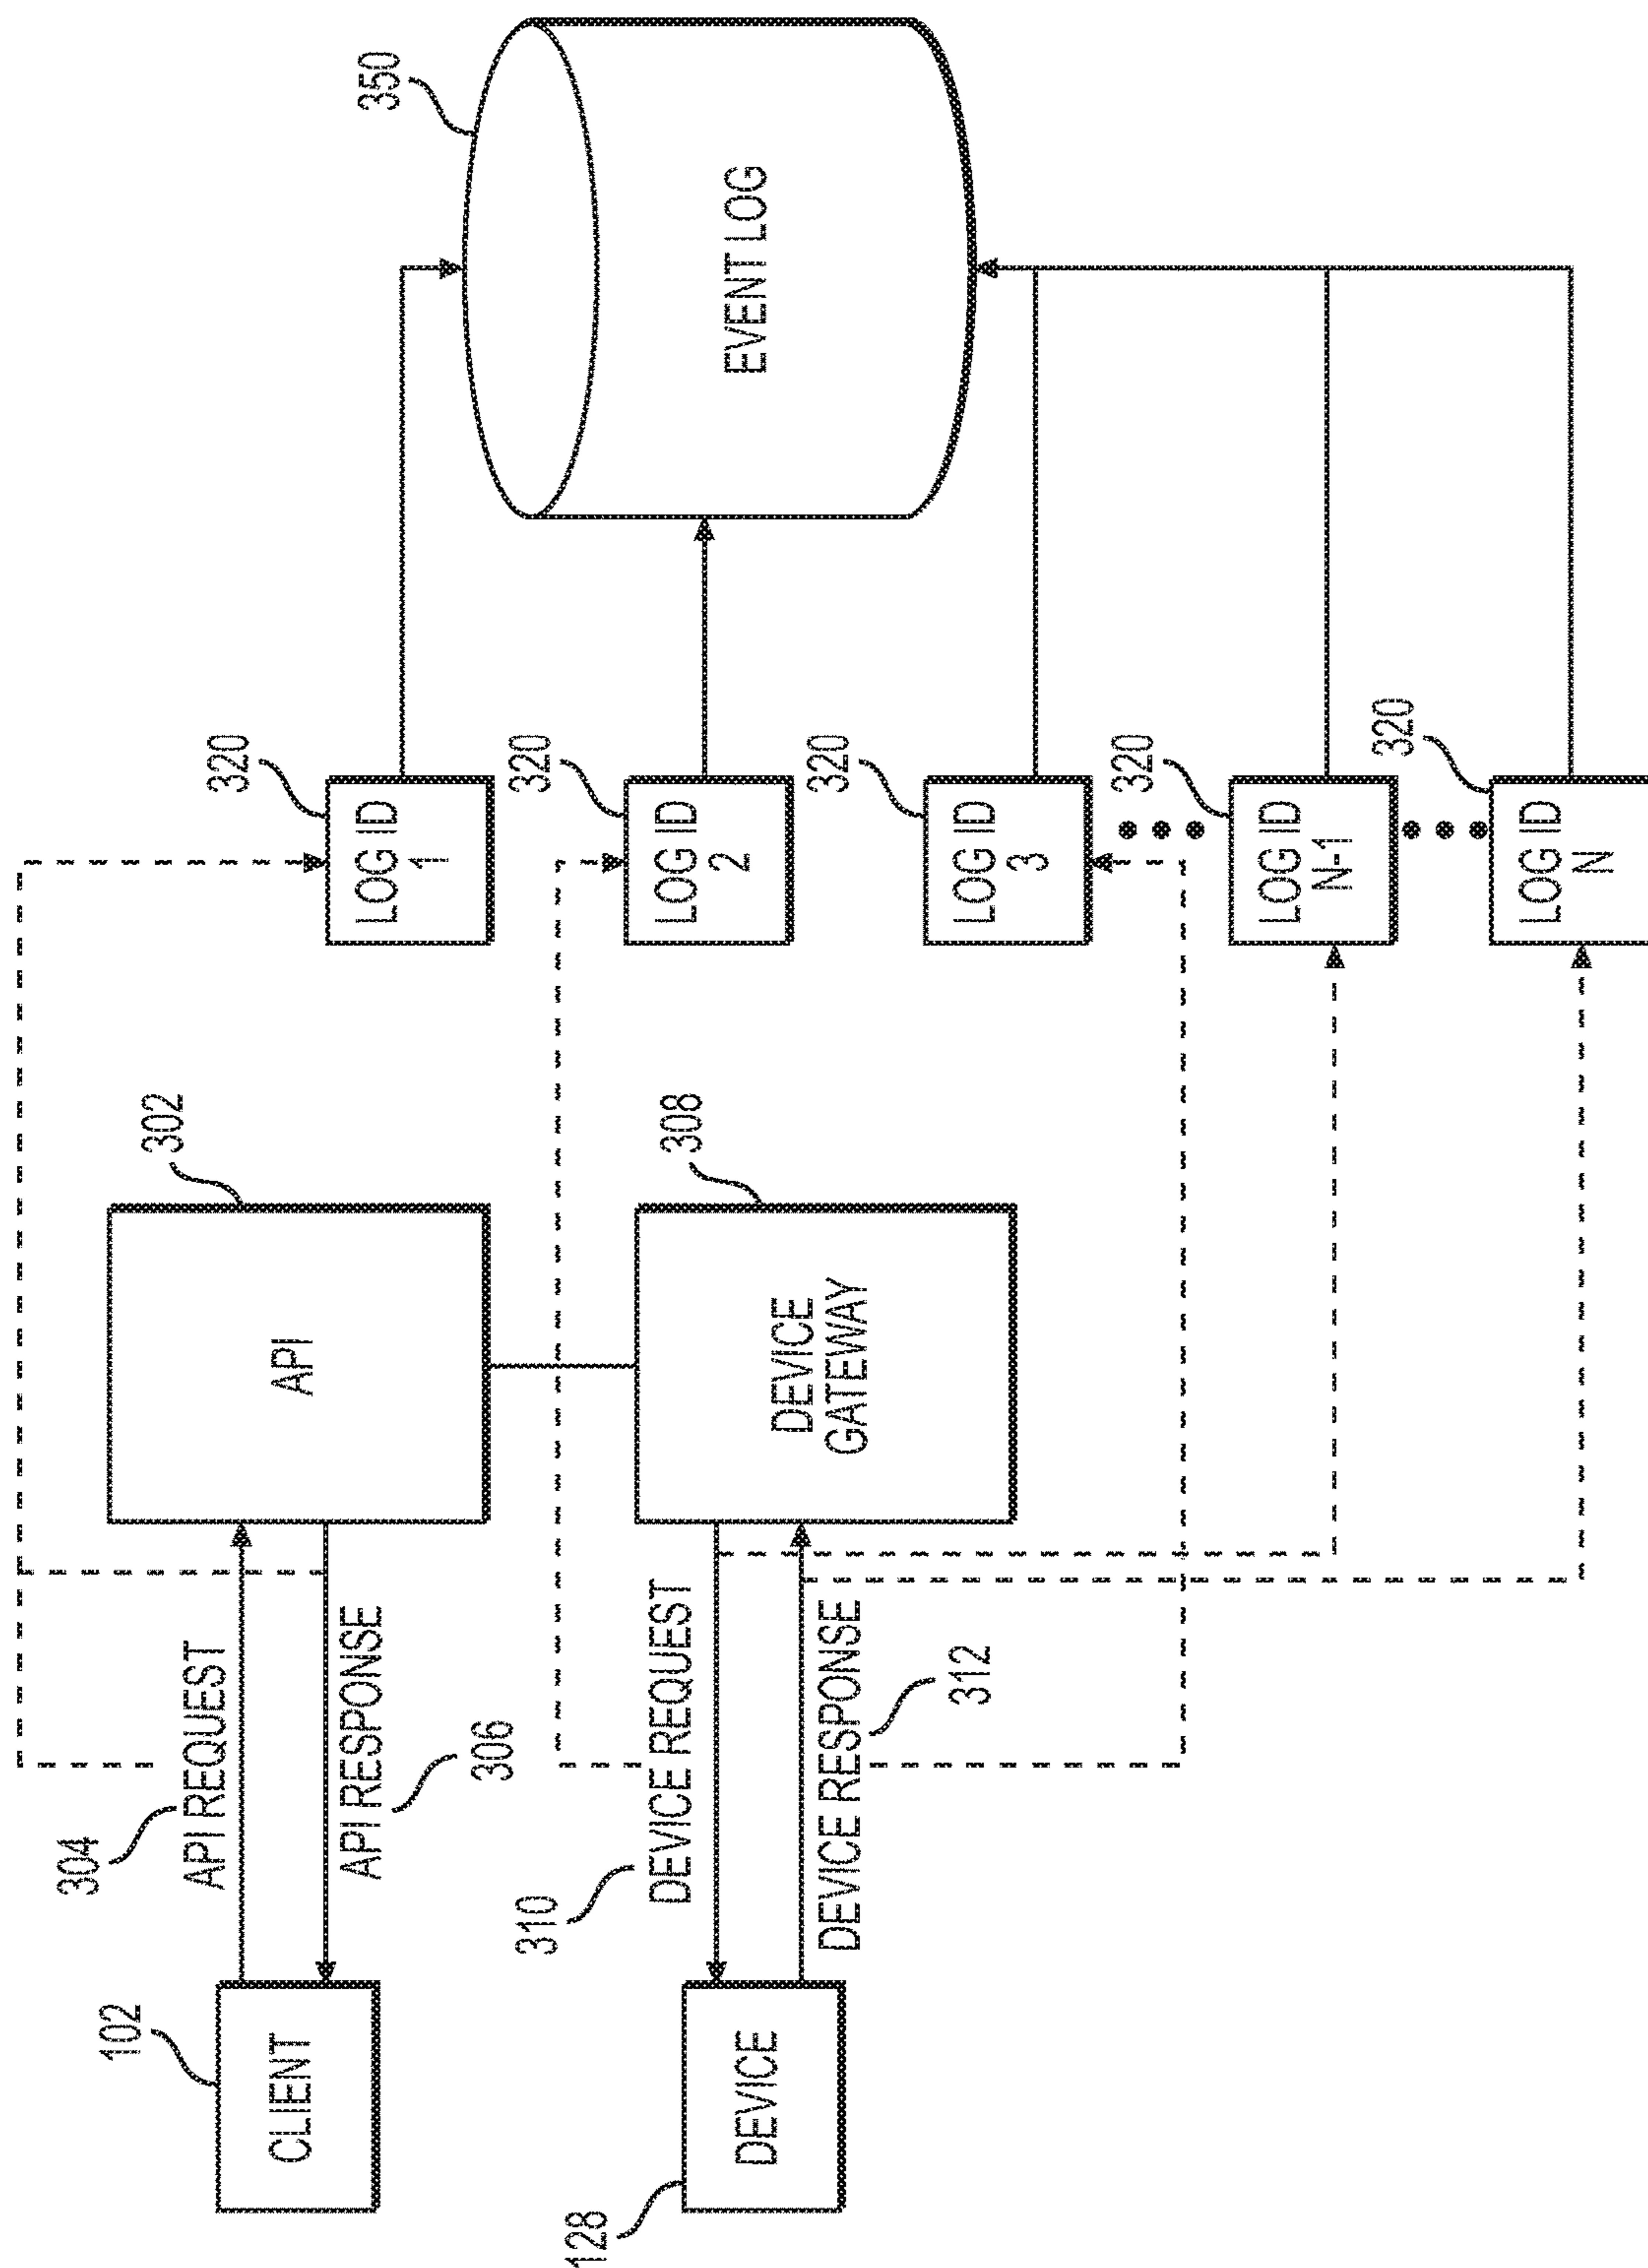 102
CLIENT
304
API REQUEST
API RESPONSE
306
302
API
128
DEVICE
310
DEVICE REQUEST
DEVICE RESPONSE
312
308
DEVICE
GATEWAY
320
LOG ID
1
320
LOG ID
2
320
LOG ID
3
320
LOG ID
N-1
320
LOG ID
N
350
EVENT LOG